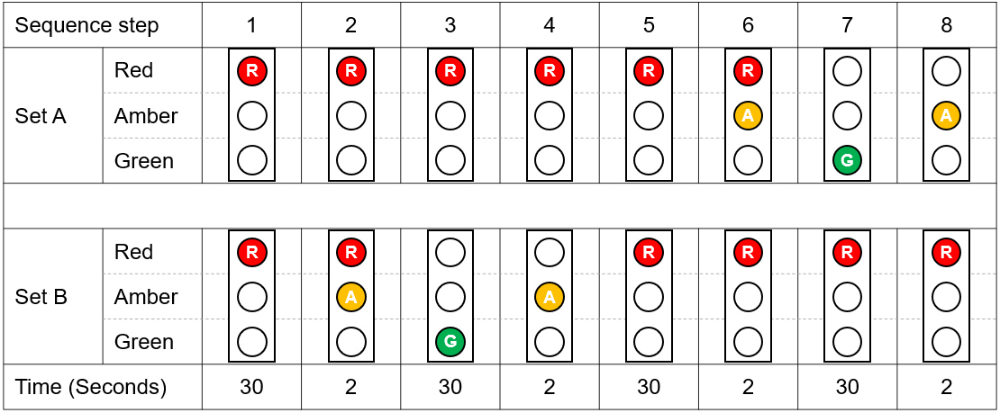 Sequence step 1 2 3 4 5 6 7 8
Red R R R R R R
Set A Amber A A
Green G
Red R R R R R R
Set B Amber A A
Green G
Time (Seconds) 30 2 30 2 30 2 30 2